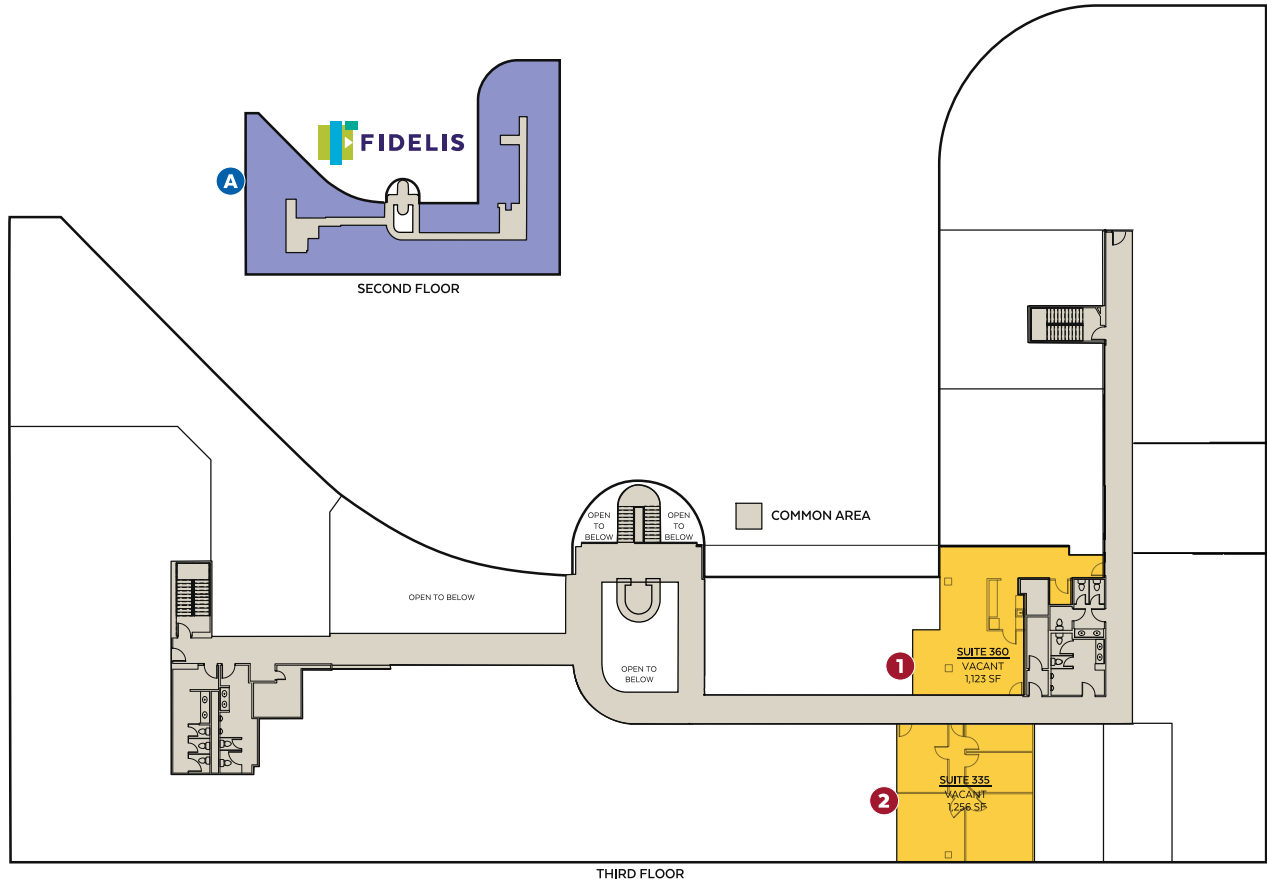 FIDELIS
A
SECOND FLOOR
OPEN
TO
BELOW
OPEN
TO
BELOW
COMMON AREA
OPEN TO BELOW
OPEN TO
BELOW
1
SUITE 360
VACANT
1,123 SF
2
SUITE 335
VACANT
1,256 SF
THIRD FLOOR